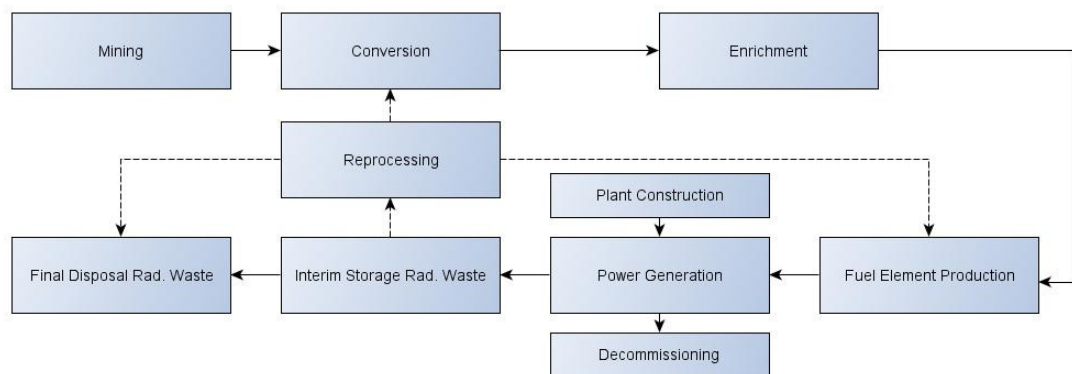 Mining
Conversion
Enrichment
Reprocessing
Plant Construction
Final Disposal Rad. Waste
Interim Storage Rad. Waste
Power Generation
Fuel Element Production
Decommissioning